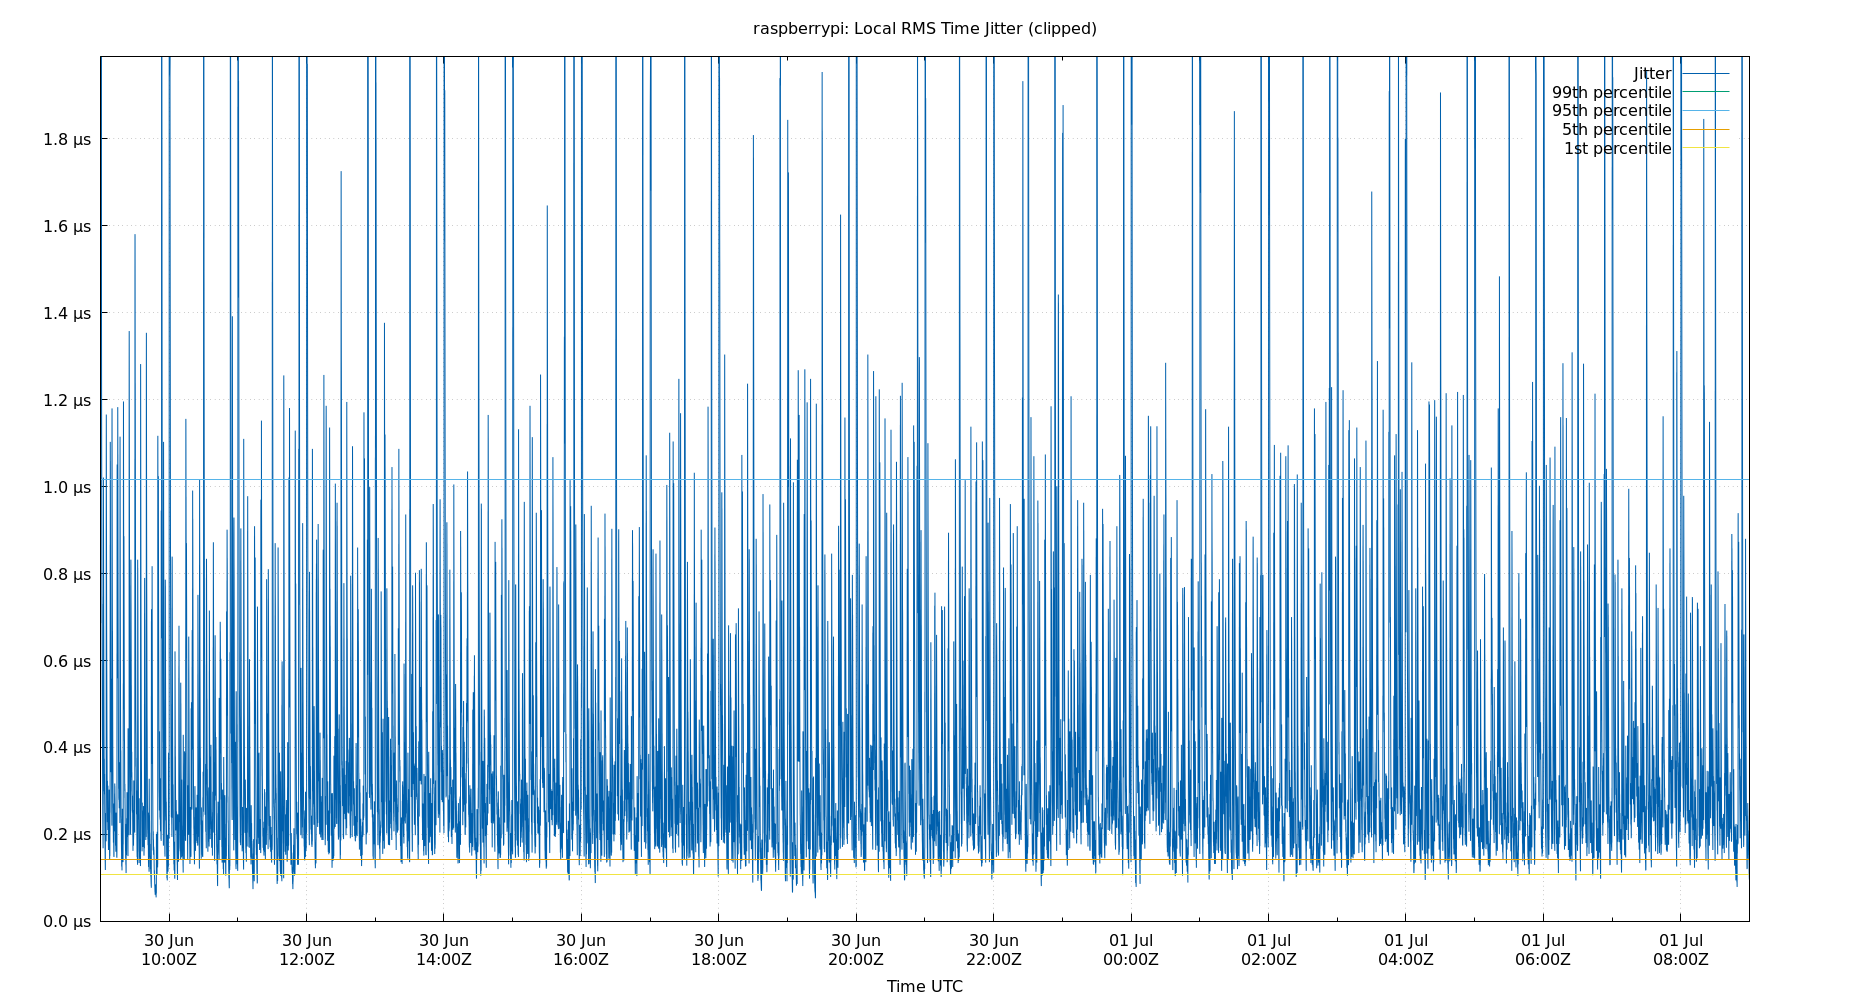 raspberrypi: Local RMS Time Jitter (clipped)
Jitter
99th percentile
95th percentile
5th percentile
1st percentile
1.8 µs
1.6 µs
1.4 µs
1.2 µs
1.0 µs
0.8 µs
0.6 µs
0.4 µs
0.2 µs
0.0 µs
30 Jun 30 Jun 30 Jun 30 Jun 30 Jun 30 Jun 30 Jun 01 Jul 01 Jul 01 Jul 01 Jul 01 Jul
10:00Z 12:00Z 14:00Z 16:00Z 18:00Z 20:00Z 22:00Z 00:00Z 02:00Z 04:00Z 06:00Z 08:00Z
Time UTC